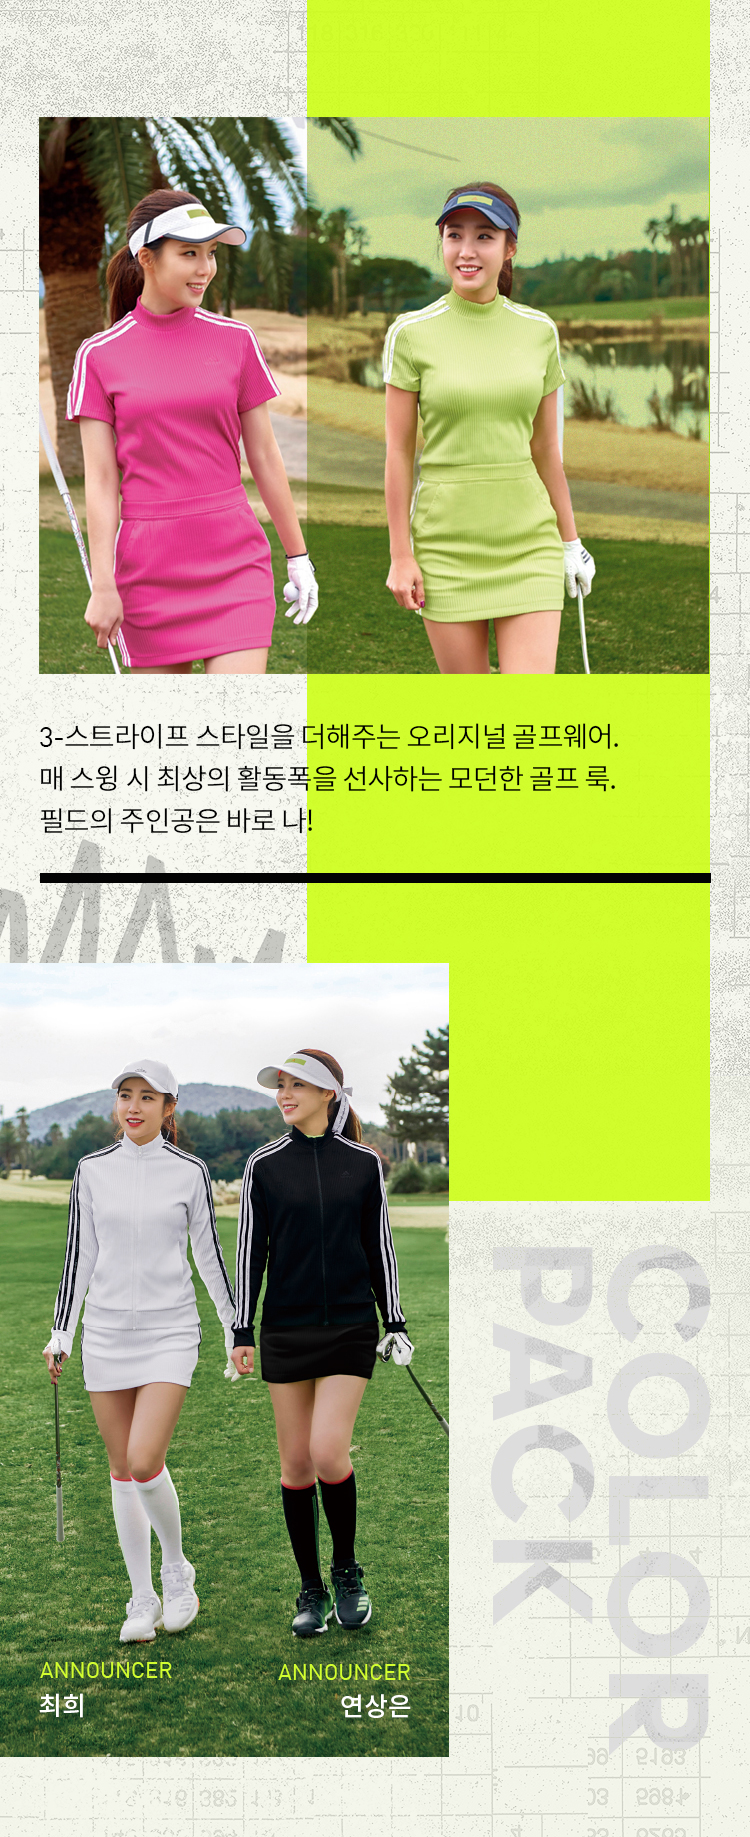 3-스트라이프 스타일을 더해주는 오리지널 골프웨어.
매 스윙 시 최상의 활동폭을 선사하는 모던한 골프 룩.
필드의 주인공은 바로 나!
COLOR
PACK
ANNOUNCER
최희
ANNOUNCER
연상은